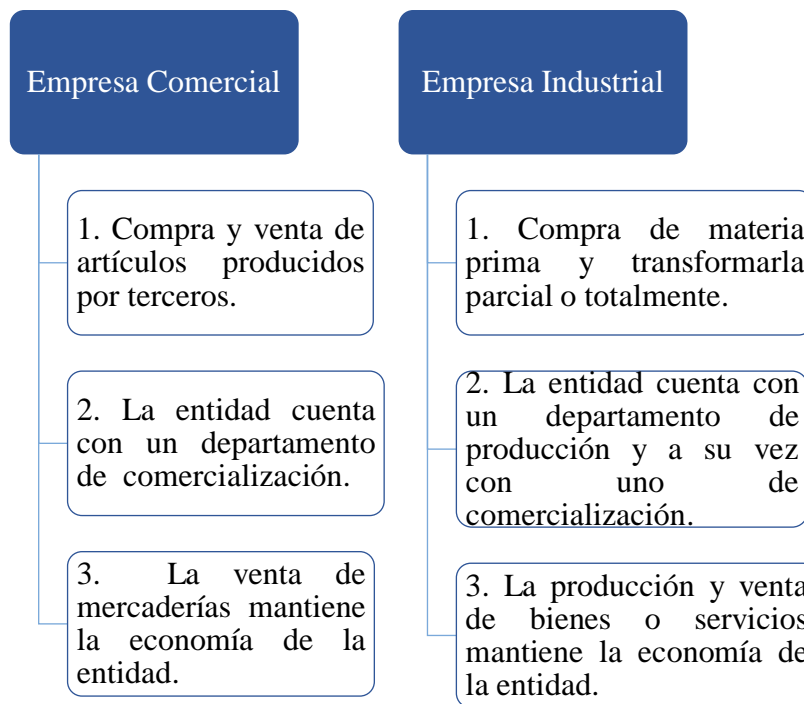 Empresa Comercial
1. Compra y venta de
artículos producidos
por terceros.
2. La entidad cuenta
con un departamento
de comercialización.
3. La venta de
mercaderías mantiene
la economía de la
entidad.
Empresa Industrial
1. Compra de materia
prima y transformarla
parcial o totalmente.
2. La entidad cuenta con
un departamento de
producción y a su vez
con uno de
comercialización.
3. La producción y venta
de bienes o servicios
mantiene la economía de
la entidad.